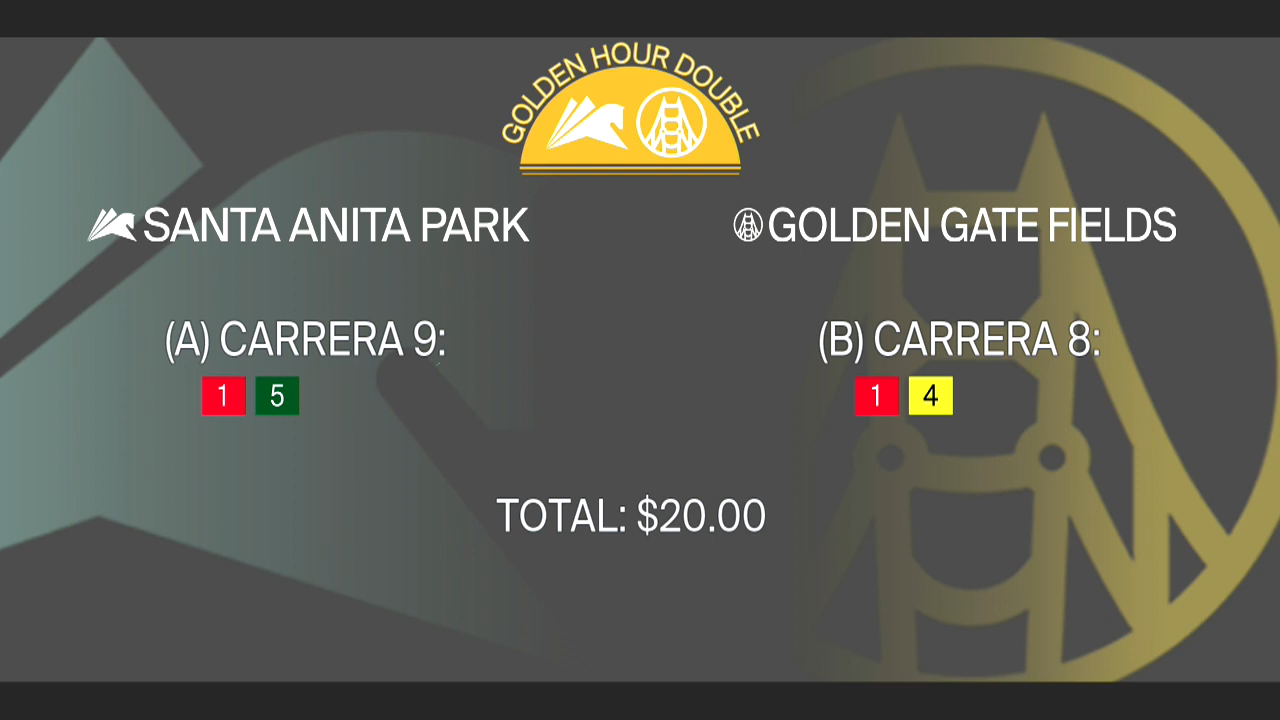 GOLDEN HOUR DOUBLE
SANTA ANITA PARK
GOLDEN GATE FIELDS
(A) CARRERA 9:
1 5
(B) CARRERA 8:
1 4
TOTAL: $20.00